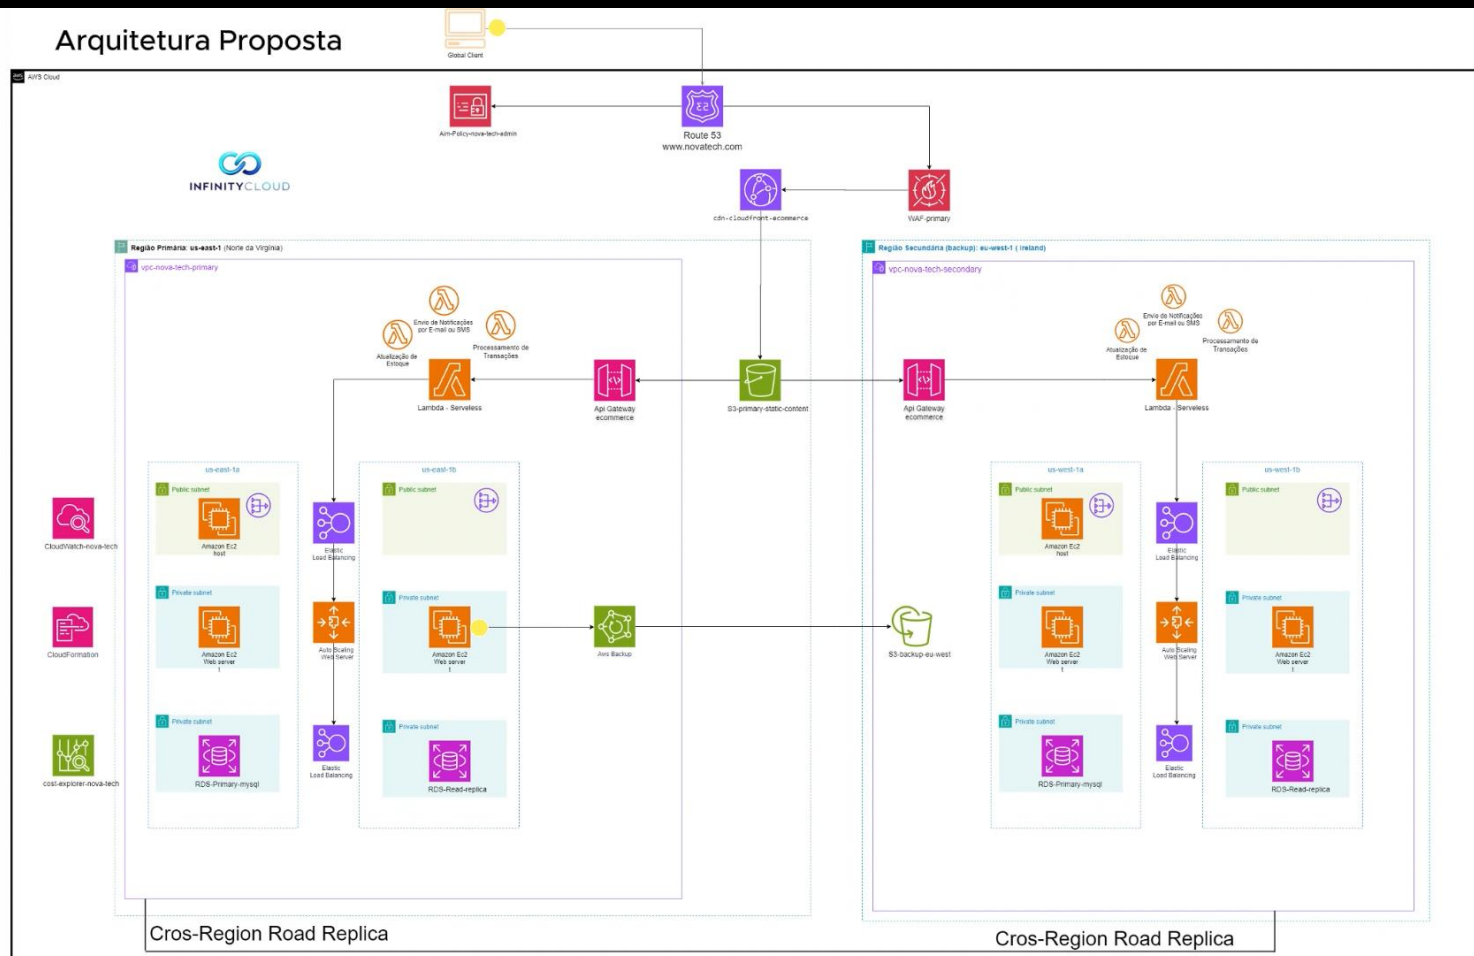 Arquitetura Proposta
Global Client
AWS Cloud
Aim-Policy-nova-tech-admin
Route 53
www.novatech.com
INFINITYCLOUD
cdn-cloudfront-ecommerce
WAF-primary
Região Primária: us-east-1 (Norte da Virgínia)
vpc-nova-tech-primary
Envio de Notificações
por E-mail ou SMS
Atualização de
Estoque
Processamento de
Transações
Lambda - Serveless
Api Gateway
ecommerce
S3-primary-static-content
Região Secundária (backup): eu-west-1 ( Ireland)
vpc-nova-tech-secondary
Envio de Notificações
por E-mail ou SMS
Atualização de
Estoque
Processamento de
Transações
Api Gateway
ecommerce
Lambda - Serveless
CloudWatch-nova-tech
CloudFormation
cost-explorer-nova-tech
us-east-1a
Public subnet
Amazon Ec2
host
Private subnet
Amazon Ec2
Web server
t
Private subnet
RDS-Primary-mysql
Elastic
Load Balancing
Auto Scaling
Web Server
Elastic
Load Balancing
us-east-1b
Public subnet
Private subnet
Amazon Ec2
Web server
t
Private subnet
RDS-Read-replica
Aws Backup
S3-backup-eu-west
us-west-1a
Public subnet
Amazon Ec2
host
Private subnet
Amazon Ec2
Web server
t
Private subnet
RDS-Primary-mysql
Elastic
Load Balancing
Auto Scaling
Web Server
Elastic
Load Balancing
us-west-1b
Public subnet
Private subnet
Amazon Ec2
Web server
t
Private subnet
RDS-Read-replica
Cros-Region Road Replica
Cros-Region Road Replica